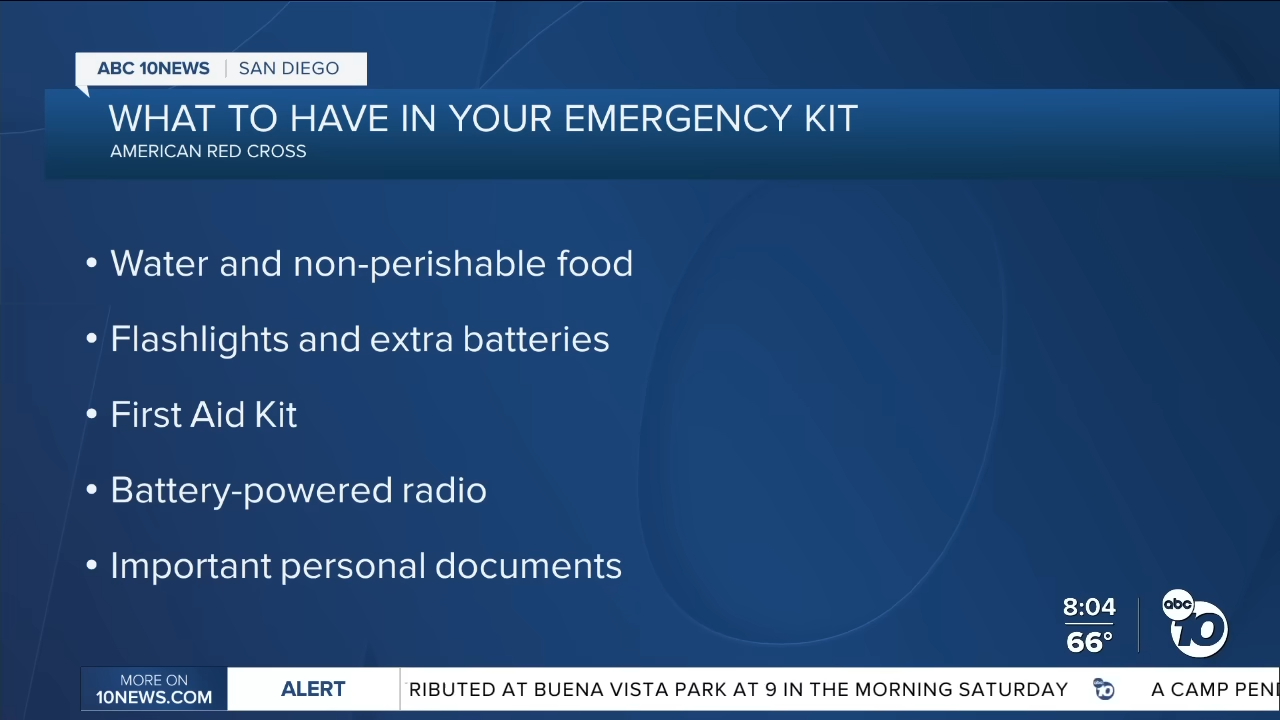 ABC 10NEWS | SAN DIEGO
WHAT TO HAVE IN YOUR EMERGENCY KIT
AMERICAN RED CROSS
• Water and non-perishable food
• Flashlights and extra batteries
• First Aid Kit
• Battery-powered radio
• Important personal documents
8:04
66°
abc
10
MORE ON
10NEWS.COM
ALERT
RIBUTED AT BUENA VISTA PARK AT 9 IN THE MORNING SATURDAY
A CAMP